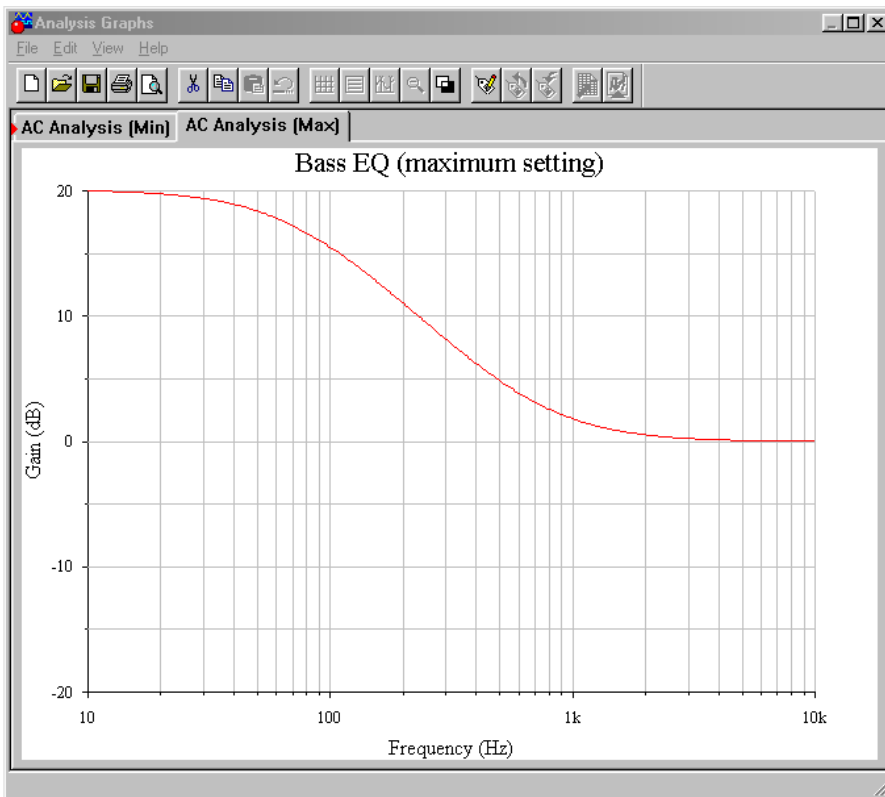 Analysis Graphs
File Edit View Help
AC Analysis (Min) AC Analysis (Max)
Bass EQ (maximum setting)
20
10
0
-10
-20
Gain (dB)
10 100 1k 10k
Frequency (Hz)